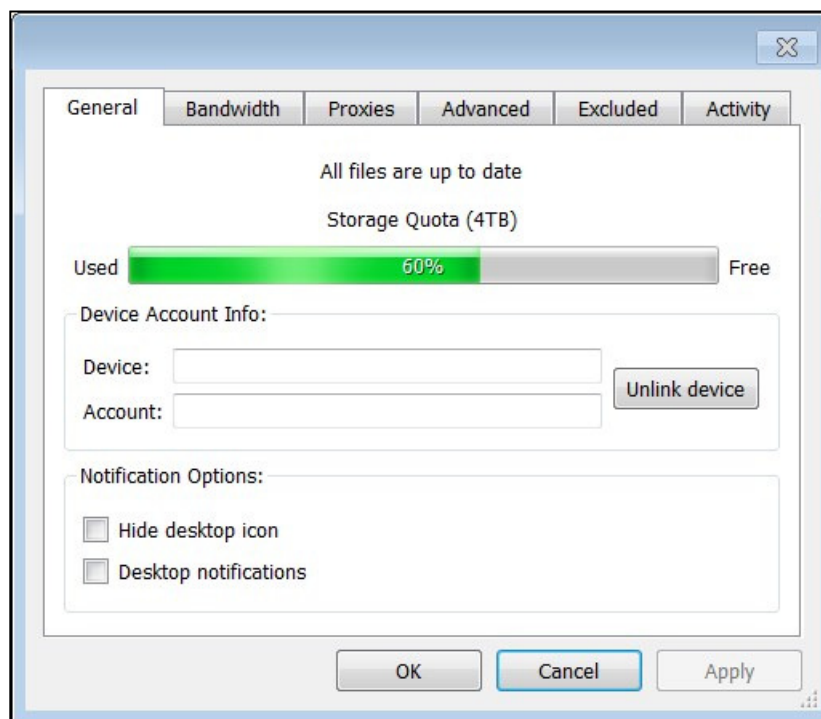 General Bandwidth Proxies Advanced Excluded Activity
All files are up to date
Storage Quota (4TB)
Used 60% Free
Device Account Info:
Device:
Unlink device
Account:
Notification Options:
Hide desktop icon
Desktop notifications
OK Cancel Apply